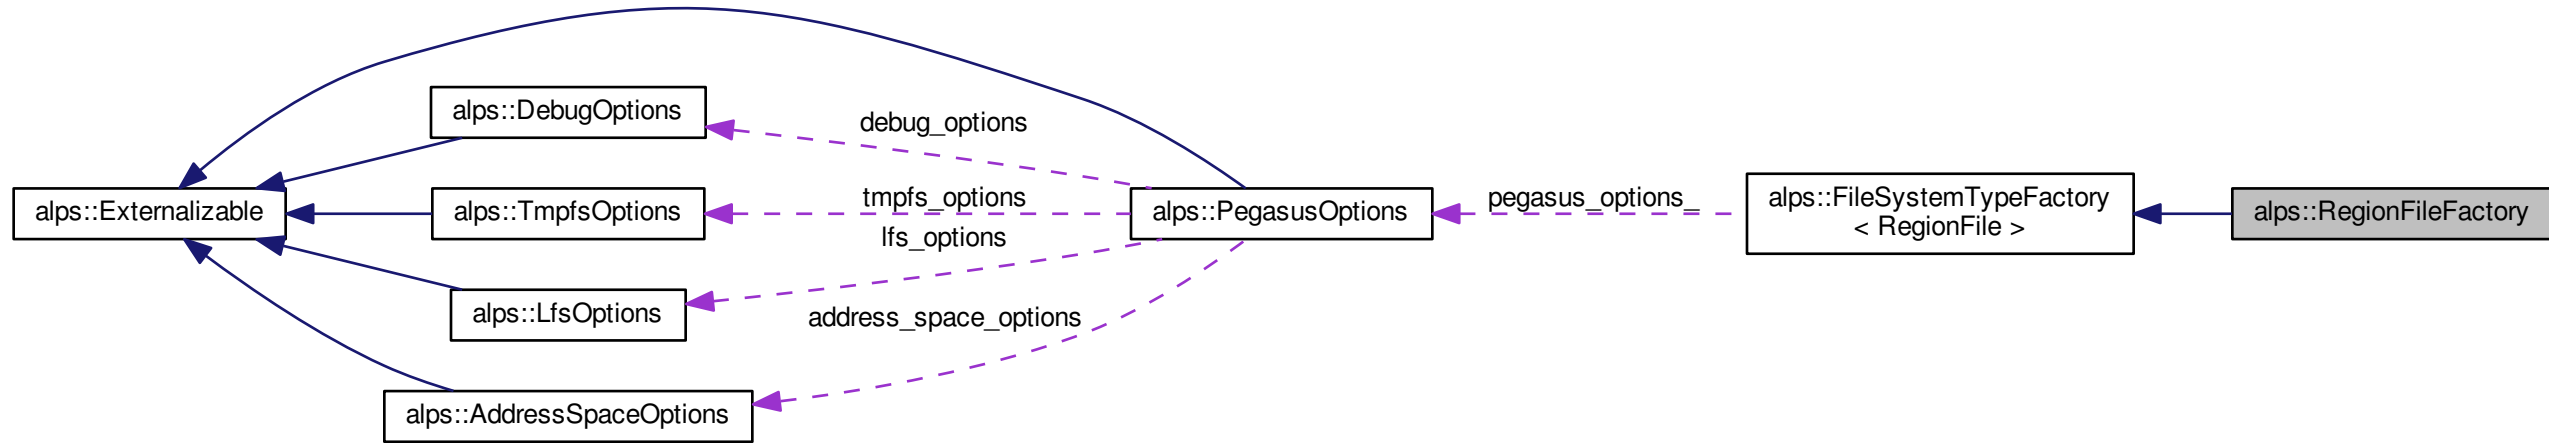 alps::DebugOptions
debug_options
alps::Externalizable
alps::TmpfsOptions
tmpfs_options
alps::PegasusOptions
pegasus_options_
alps::FileSystemTypeFactory
< RegionFile >
alps::RegionFileFactory
lfs_options
alps::LfsOptions
address_space_options
alps::AddressSpaceOptions